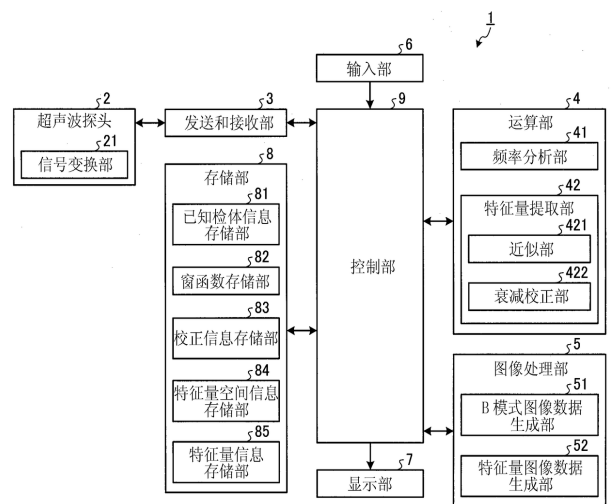 1
6
输入部
2
超声波探头
21
信号变换部
3
发送和接收部
9
控制部
4
运算部
41
频率分析部
42
特征量提取部
421
近似部
422
衰减校正部
8
存储部
81
已知检体信息
存储部
82
窗函数存储部
83
校正信息存储部
84
特征量空间信息
存储部
85
特征量信息
存储部
5
图像处理部
51
B模式图像数据
生成部
52
特征量图像数据
生成部
7
显示部